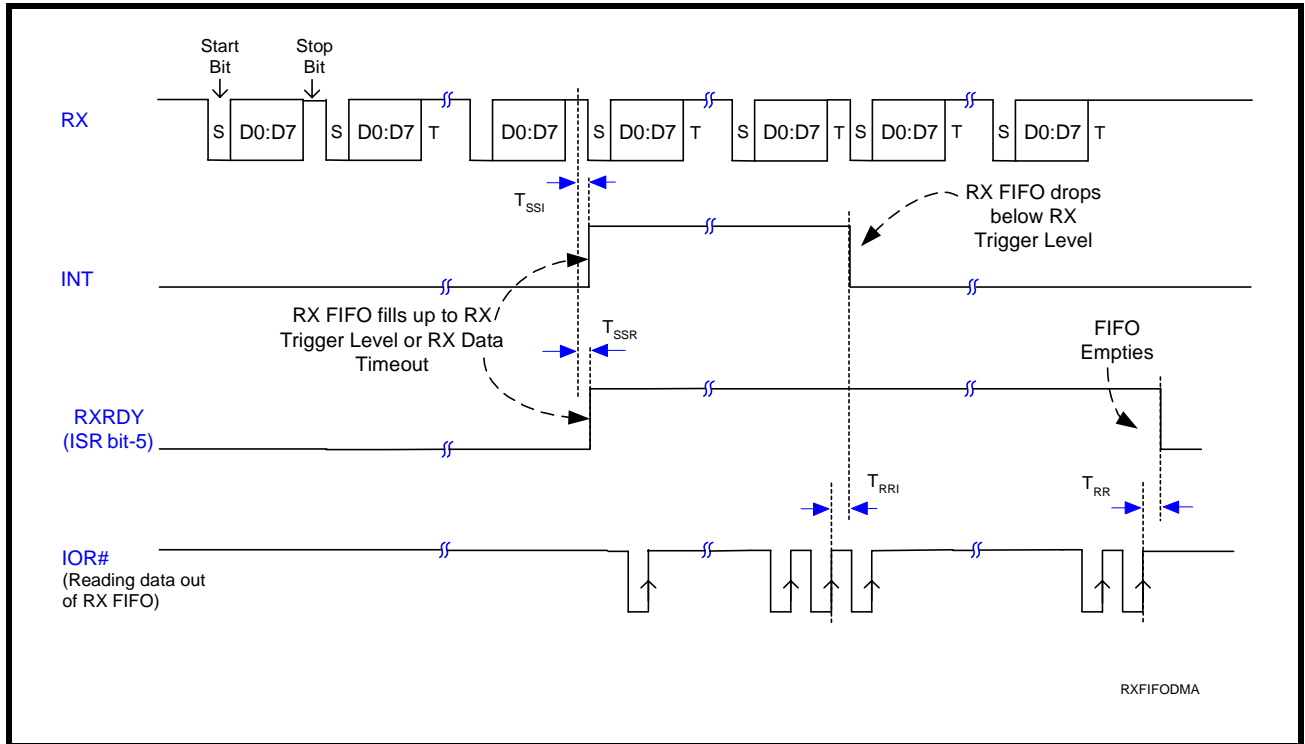 Start
Bit
Stop
Bit
RX
S D0:D7 S D0:D7 T D0:D7 S D0:D7 T S D0:D7 T S D0:D7 T S D0:D7 T
TSSI
RX FIFO drops
below RX
Trigger Level
INT
RX FIFO fills up to RX
Trigger Level or RX Data
Timeout
TSSR
FIFO
Empties
RXRDY
(ISR bit-5)
TRRI
TRR
IOR#
(Reading data out
of RX FIFO)
RXFIFODMA